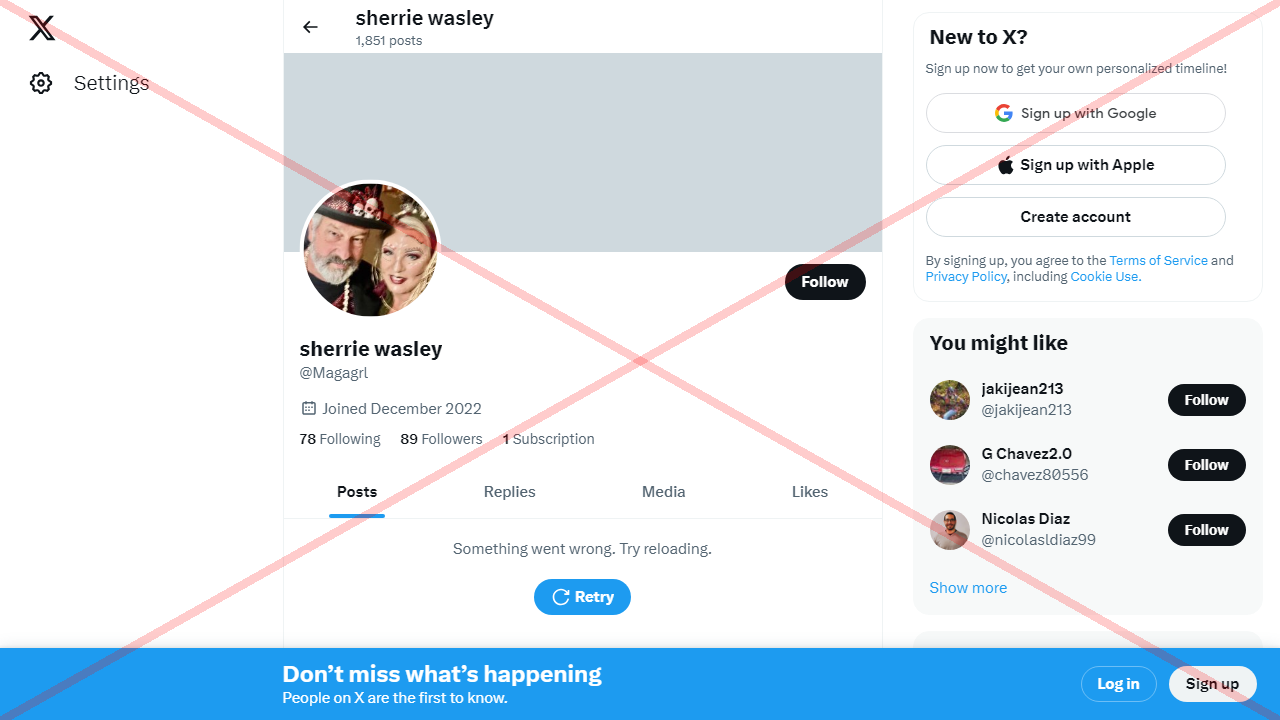 sherrie wasley
1,851 posts
Settings
Follow
sherrie wasley
@Magagrl
Joined December 2022
78 Following 89 Followers 1 Subscription
Posts Replies Media Likes
Something went wrong. Try reloading.
Retry
New to X?
Sign up now to get your own personalized timeline!
Sign up with Google
Sign up with Apple
Create account
By signing up, you agree to the Terms of Service and
Privacy Policy, including Cookie Use.
You might like
jakijean213
@jakijean213
Follow
G Chavez2.0
@chavez80556
Follow
Nicolas Diaz
@nicolasldiaz99
Follow
Show more
Don’t miss what’s happening
People on X are the first to know.
Log in
Sign up